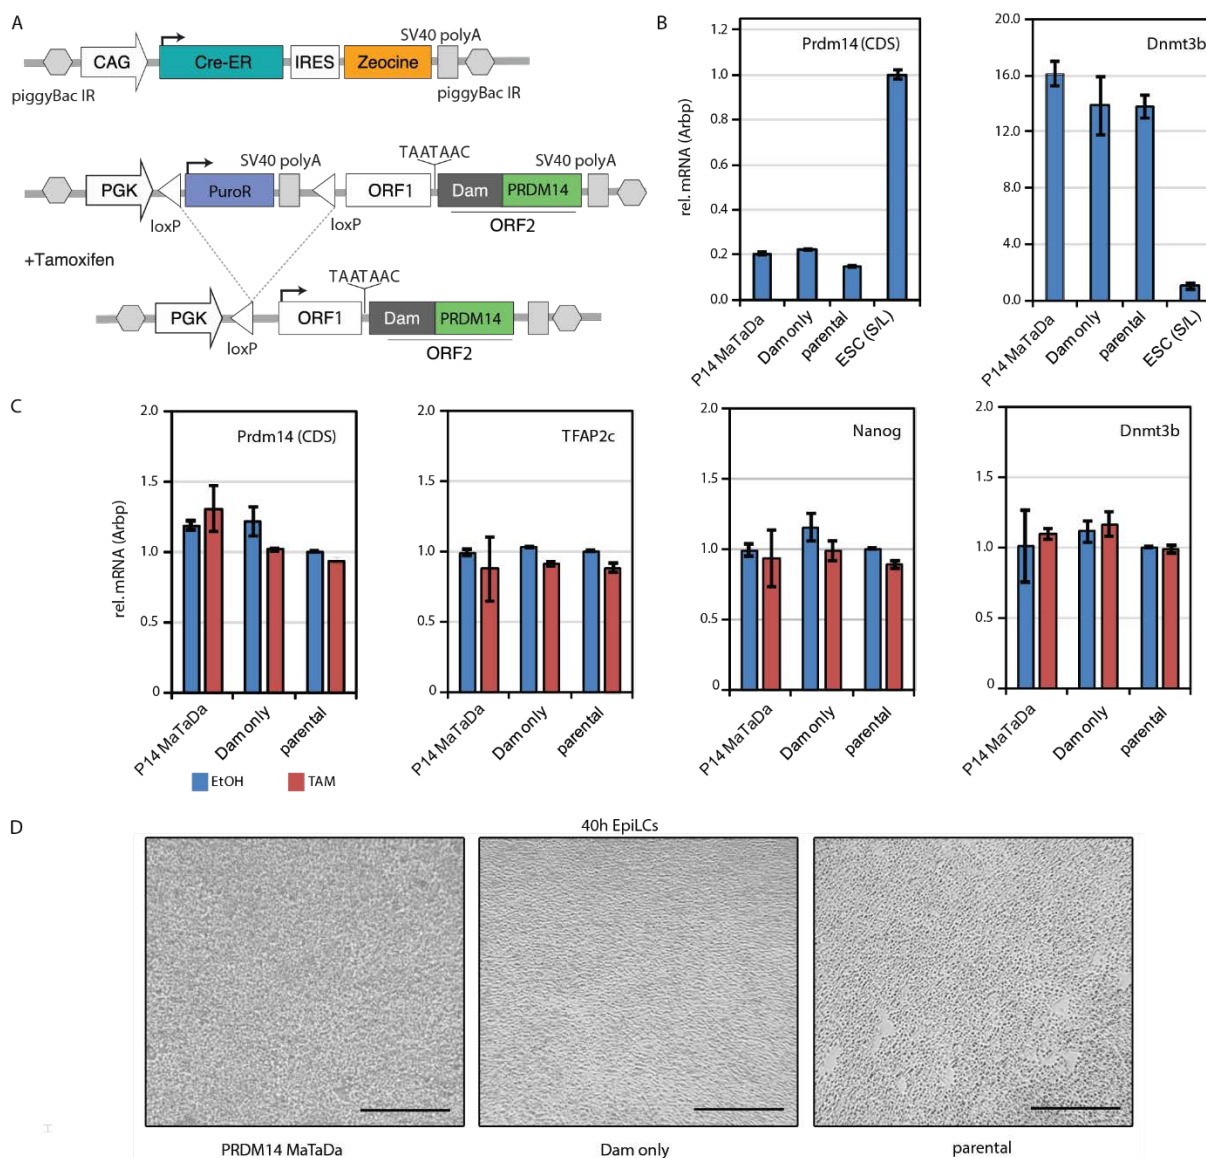 A
SV40 polyA
CAG
Cre-ER
IRES
Zeocine
piggyBac IR
piggyBac IR
TAATAAC
SV40 polyA
SV40 polyA
PGK
PuroR
ORF1
Dam
PRDM14
loxP
loxP
ORF2
+Tamoxifen
TAATAAC
PGK
ORF1
Dam
PRDM14
loxP
ORF2
B
rel. mRNA (Arbp)
Prdm14 (CDS)
1.2
1.0
0.8
0.6
0.4
0.2
0.0
P14 MaTaDa
Dam only
parental
ESC (S/L)
Dnmt3b
20.0
16.0
12.0
8.0
4.0
0.0
P14 MaTaDa
Dam only
parental
ESC (S/L)
C
rel. mRNA (Arbp)
Prdm14 (CDS)
2.0
1.5
1.0
0.5
0
P14 MaTaDa
Dam only
parental
TFAP2c
2.0
1.5
1.0
0.5
0
P14 MaTaDa
Dam only
parental
Nanog
2.0
1.5
1.0
0.5
0
P14 MaTaDa
Dam only
parental
Dnmt3b
2.0
1.5
1.0
0.5
0
P14 MaTaDa
Dam only
parental
EtOH
TAM
D
40h EpiLCs
PRDM14 MaTaDa
Dam only
parental